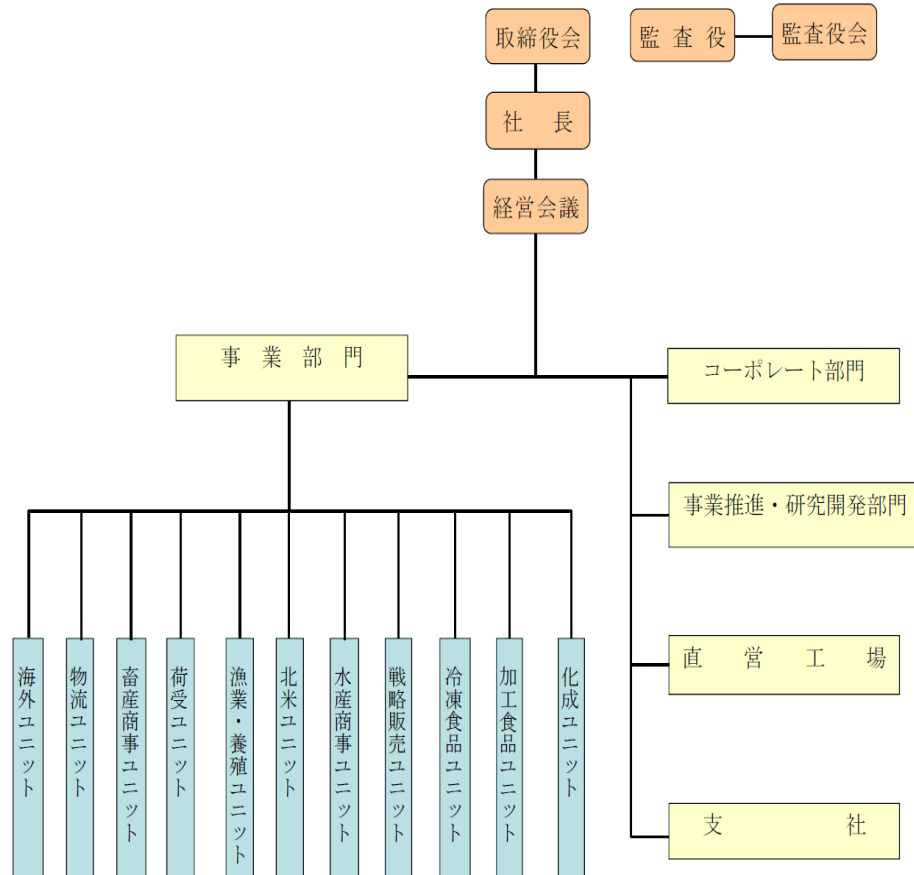 取締役会
監査役
監査役会
社長
経営会議
事業部門
コーポレート部門
事業推進・研究開発部門
直営工場
支社
海外ユニット
物流ユニット
畜産商事ユニット
荷受ユニット
漁業・養殖ユニット
北米ユニット
水産商事ユニット
戦略販売ユニット
冷凍食品ユニット
加工食品ユニット
化成ユニット